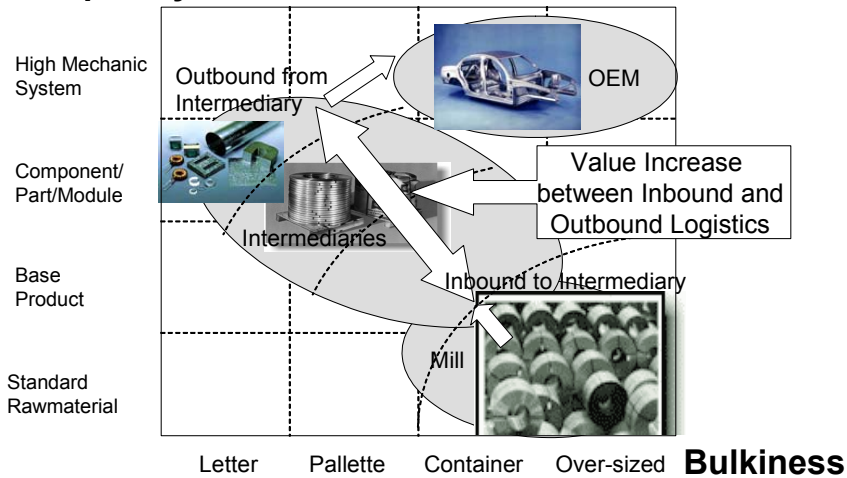 High Mechanic
System
Outbound from
Intermediary
OEM
Component/
Part/Module
Value Increase
between Inbound and
Outbound Logistics
Intermediaries
Base
Product
Inbound to Intermediary
Mill
Standard
Rawmaterial
Letter
Pallette
Container
Over-sized
Bulkiness